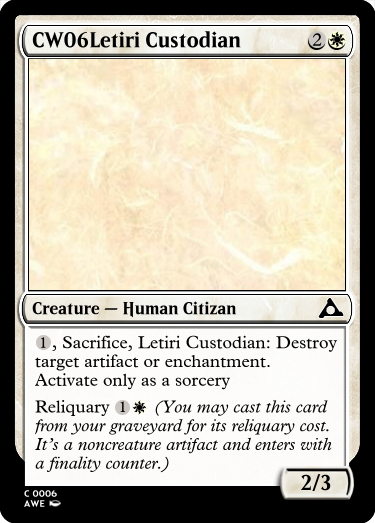 CW06Letiri Custodian 2
Creature — Human Citizan
1, Sacrifice, Letiri Custodian: Destroy
target artifact or enchantment.
Activate only as a sorcery
Reliquary 1 (You may cast this card
from your graveyard for its reliquary cost.
It's a noncreature artifact and enters with
a finality counter.)
2/3
C 0006
AWE